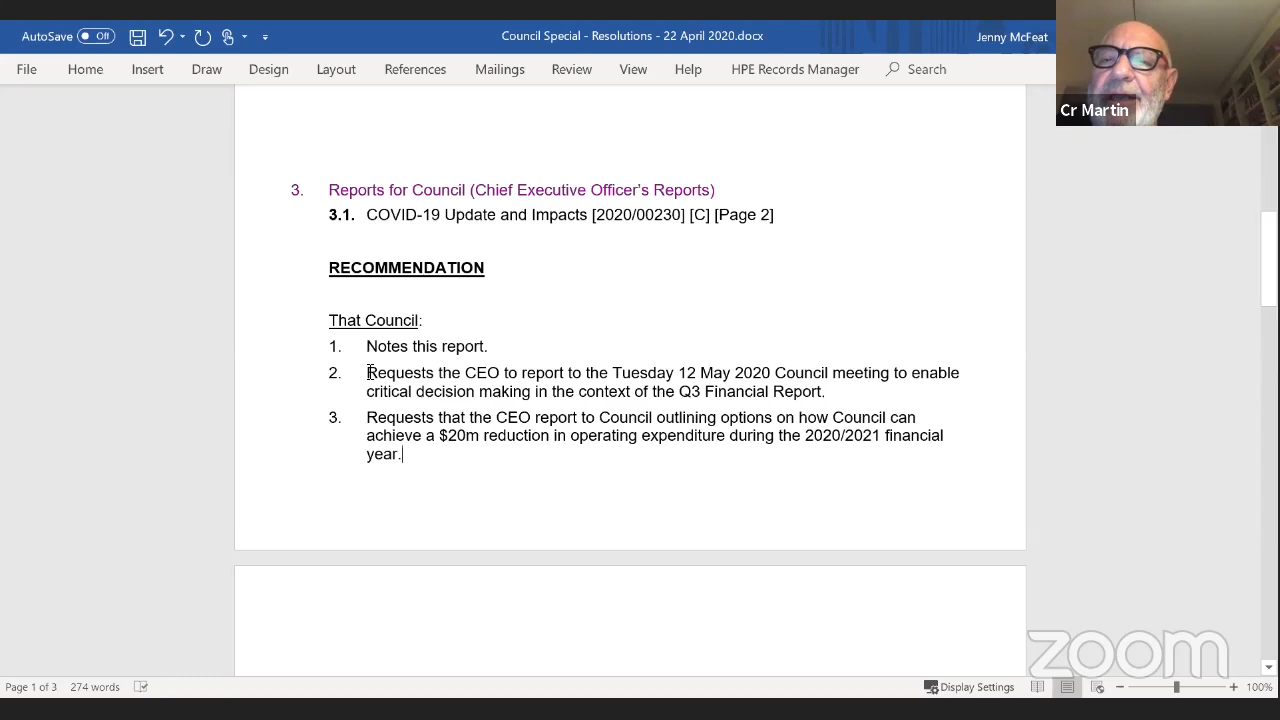 AutoSave Off
Council Special - Resolutions - 22 April 2020.docx
Jenny McFeat
File Home Insert Draw Design Layout References Mailings Review View Help HPE Records Manager Search
Cr Martin
3. Reports for Council (Chief Executive Officer’s Reports)
3.1. COVID-19 Update and Impacts [2020/00230] [C] [Page 2]
RECOMMENDATION
That Council:
1. Notes this report.
2. Requests the CEO to report to the Tuesday 12 May 2020 Council meeting to enable
critical decision making in the context of the Q3 Financial Report.
3. Requests that the CEO report to Council outlining options on how Council can
achieve a $20m reduction in operating expenditure during the 2020/2021 financial
year.
zoom
Page 1 of 3 274 words
Display Settings
100%